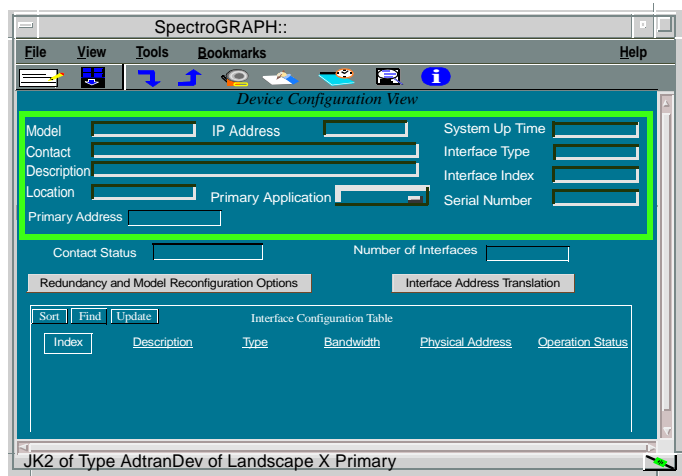 SpectroGRAPH::
File View Tools Bookmarks Help
i
Device Configuration View
Model IP Address System Up Time
Contact Interface Type
Description Interface Index
Location Primary Application Serial Number
Primary Address
Contact Status Number of Interfaces
Redundancy and Model Reconfiguration Options Interface Address Translation
Sort Find Update Interface Configuration Table
Index Description Type Bandwidth Physical Address Operation Status
JK2 of Type AdtranDev of Landscape X Primary